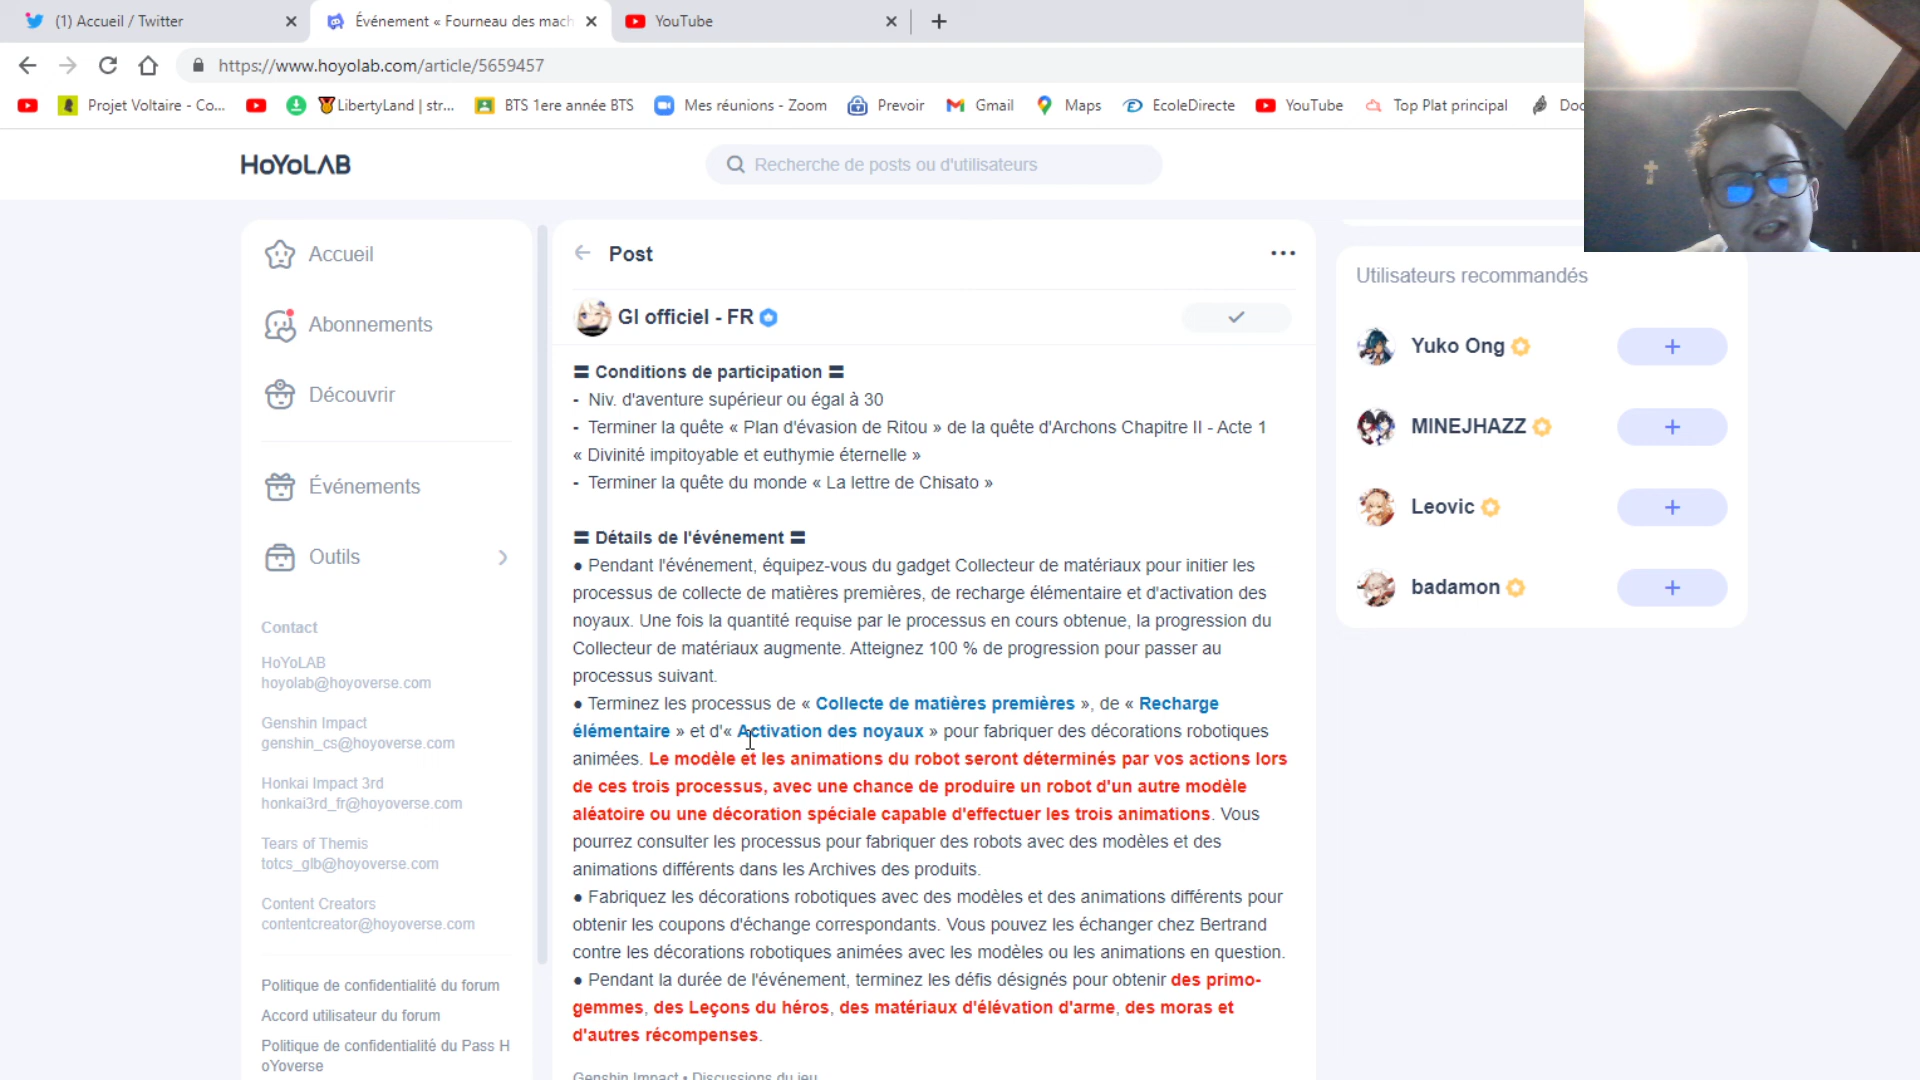 (1) Accueil / Twitter
Événement « Fourneau des mach
YouTube
https://www.hoyolab.com/article/5659457
Projet Voltaire - Co...
LibertyLand | str...
BTS 1ere année BTS
Mes réunions - Zoom
Prevoir
Gmail
Maps
EcoleDirecte
YouTube
Top Plat principal
Doc
HoYoLAB
Recherche de posts ou d'utilisateurs
Accueil
Abonnements
Découvrir
Événements
Outils
Contact
HoYoLAB
hoyolab@hoyoverse.com
Genshin Impact
genshin_cs@hoyoverse.com
Honkai Impact 3rd
honkai3rd_fr@hoyoverse.com
Tears of Themis
totcs_glb@hoyoverse.com
Content Creators
contentcreator@hoyoverse.com
Politique de confidentialité du forum
Accord utilisateur du forum
Politique de confidentialité du Pass H
oYoverse
Post
GI officiel - FR
〓 Conditions de participation 〓
- Niv. d'aventure supérieur ou égal à 30
- Terminer la quête « Plan d'évasion de Ritou » de la quête d'Archons Chapitre II - Acte 1
« Divinité impitoyable et euthymie éternelle »
- Terminer la quête du monde « La lettre de Chisato »
〓 Détails de l'événement 〓
● Pendant l'événement, équipez-vous du gadget Collecteur de matériaux pour initier les
processus de collecte de matières premières, de recharge élémentaire et d'activation des
noyaux. Une fois la quantité requise par le processus en cours obtenue, la progression du
Collecteur de matériaux augmente. Atteignez 100 % de progression pour passer au
processus suivant.
● Terminez les processus de « Collecte de matières premières », de « Recharge
élémentaire » et d'« Activation des noyaux » pour fabriquer des décorations robotiques
animées. Le modèle et les animations du robot seront déterminés par vos actions lors
de ces trois processus, avec une chance de produire un robot d'un autre modèle
aléatoire ou une décoration spéciale capable d'effectuer les trois animations. Vous
pourrez consulter les processus pour fabriquer des robots avec des modèles et des
animations différents dans les Archives des produits.
● Fabriquez les décorations robotiques avec des modèles et des animations différents pour
obtenir les coupons d'échange correspondants. Vous pouvez les échanger chez Bertrand
contre les décorations robotiques animées avec les modèles ou les animations en question.
● Pendant la durée de l'événement, terminez les défis désignés pour obtenir des primo-
gemmes, des Leçons du héros, des matériaux d'élévation d'arme, des moras et
d'autres récompenses.
Genshin Impact • Discussions du jeu
Utilisateurs recommandés
Yuko Ong
MINEJHAZZ
Leovic
badamon